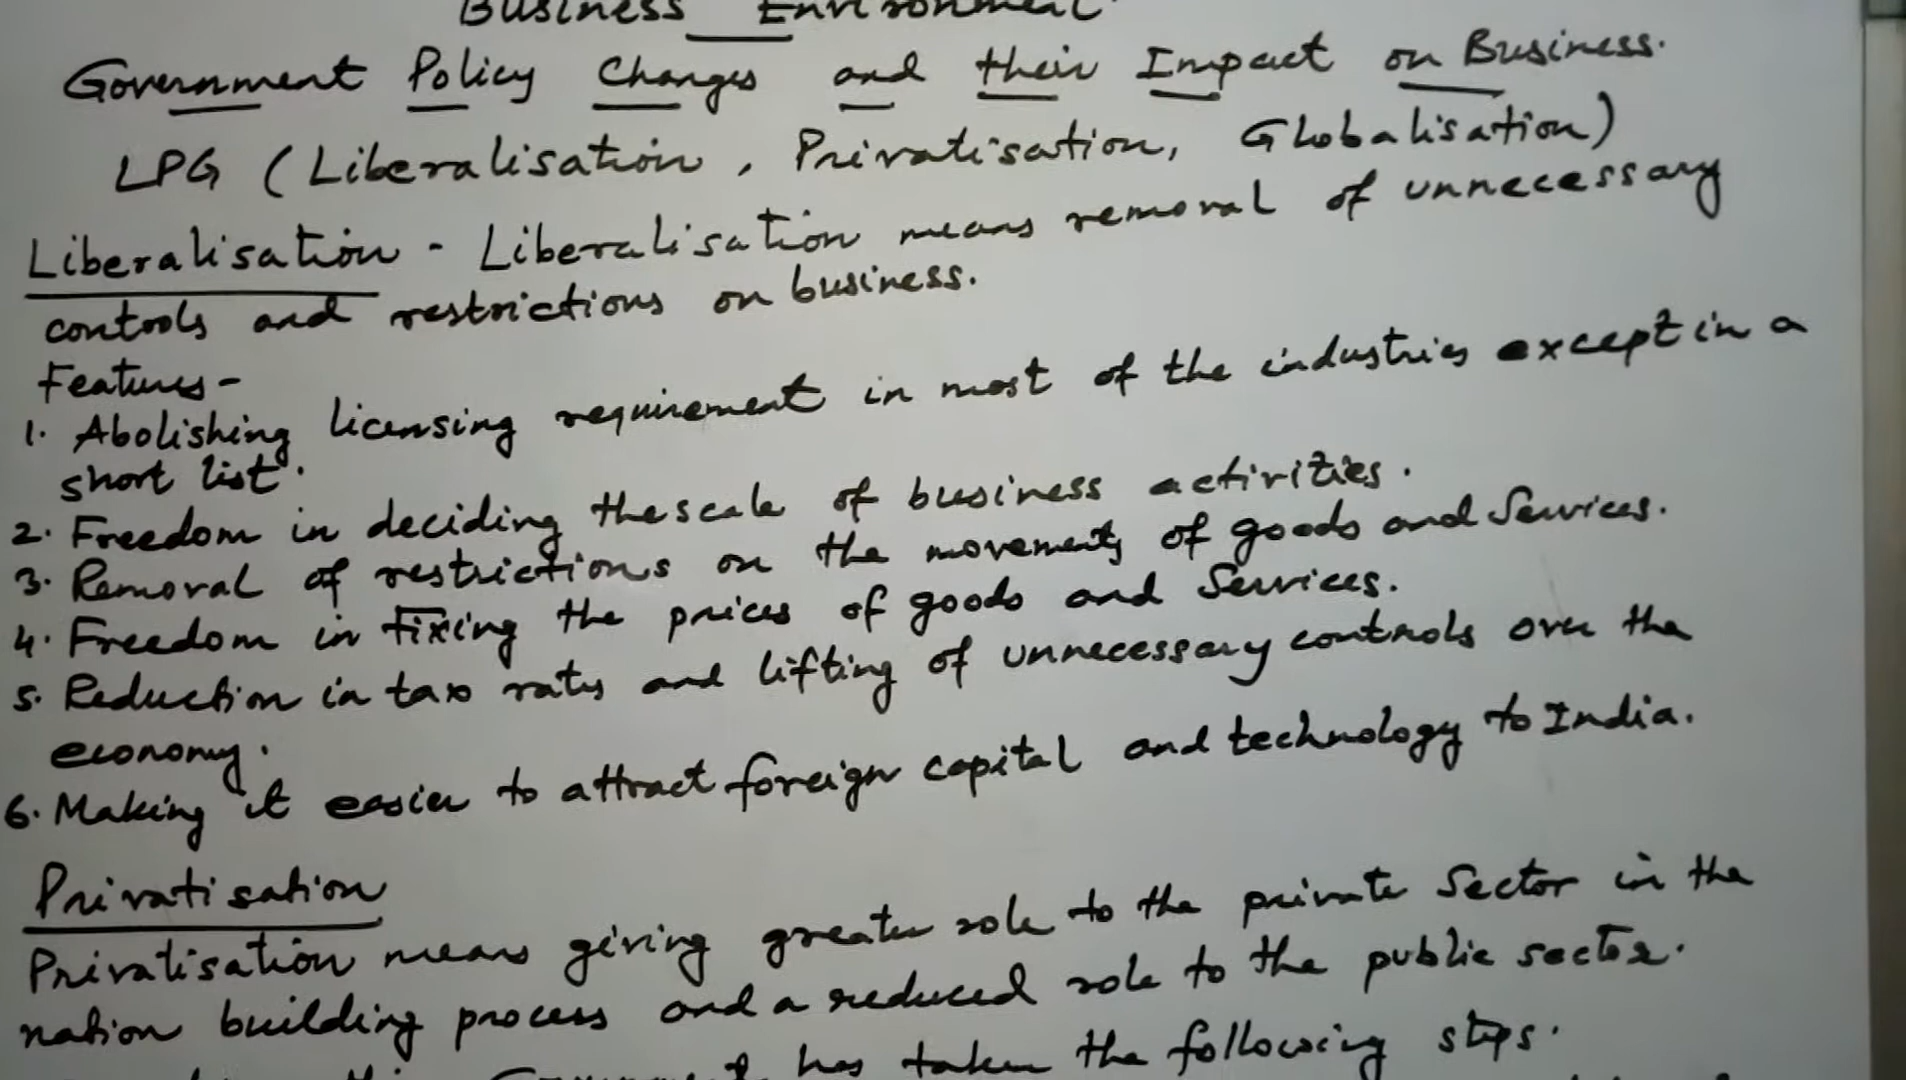 Business Environment
Government Policy Changes and their Impact on Business.
LPG (Liberalisation, Privatisation, Globalisation)
Liberalisation - Liberalisation means removal of unnecessary
controls and restrictions on business.
Features-
1. Abolishing licensing requirement in most of the industries except in a
short list.
2. Freedom in deciding the scale of business activities.
3. Removal of restrictions on the movements of goods and Services.
4. Freedom in fixing the prices of goods and Services.
5. Reduction in tax rates and lifting of unnecessary controls over the
economy.
6. Making it easier to attract foreign capital and technology to India.
Privatisation
Privatisation means giving greater role to the private Sector in the
nation building process and a reduced role to the public sector.
has taken the following steps.